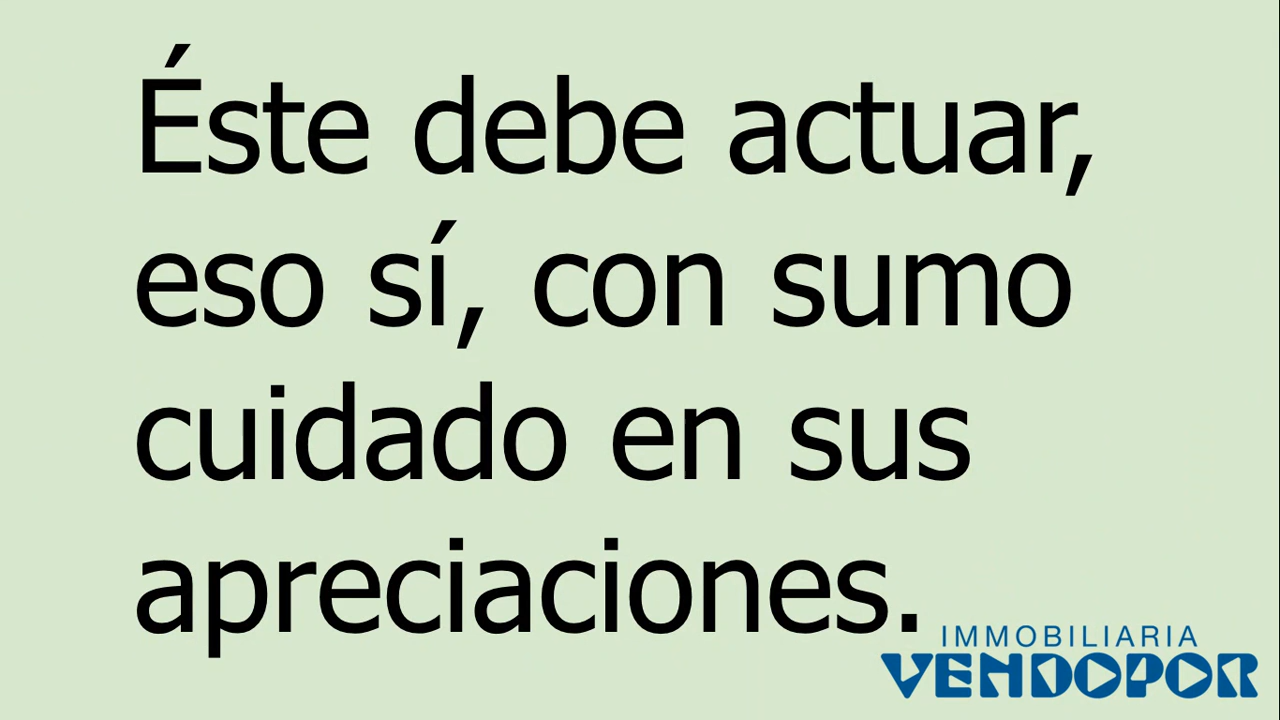 Éste debe actuar,
eso sí, con sumo
cuidado en sus
apreciaciones.
IMMOBILIARIA
VENDOPOR